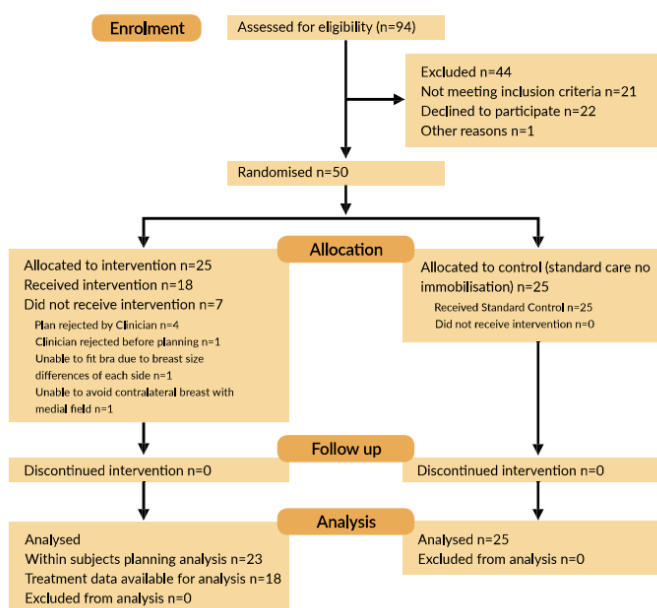 Enrolment
Assessed for eligibility (n=94)
Excluded n=44
Not meeting inclusion criteria n=21
Declined to participate n=22
Other reasons n=1
Randomised n=50
Allocation
Allocated to intervention n=25
Received intervention n=18
Did not receive intervention n=7
Plan rejected by Clinician n=4
Clinician rejected before planning n=1
Unable to fit bra due to breast size
differences of each side n=1
Unable to avoid contralateral breast with
medial field n=1
Allocated to control (standard care no
immobilisation) n=25
Received Standard Control n=25
Did not receive intervention n=0
Follow up
Discontinued intervention n=0
Discontinued intervention n=0
Analysis
Analysed
Within subjects planning analysis n=23
Treatment data available for analysis n=18
Excluded from analysis n=0
Analysed n=25
Excluded from analysis n=0